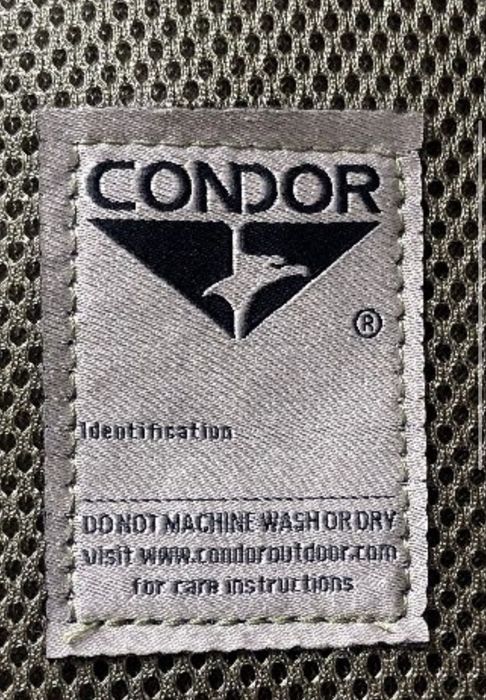 CONDOR
®
Identification
DO NOT MACHINE WASH OR DRY
visit www.condoroutdoor.com
for care instructions